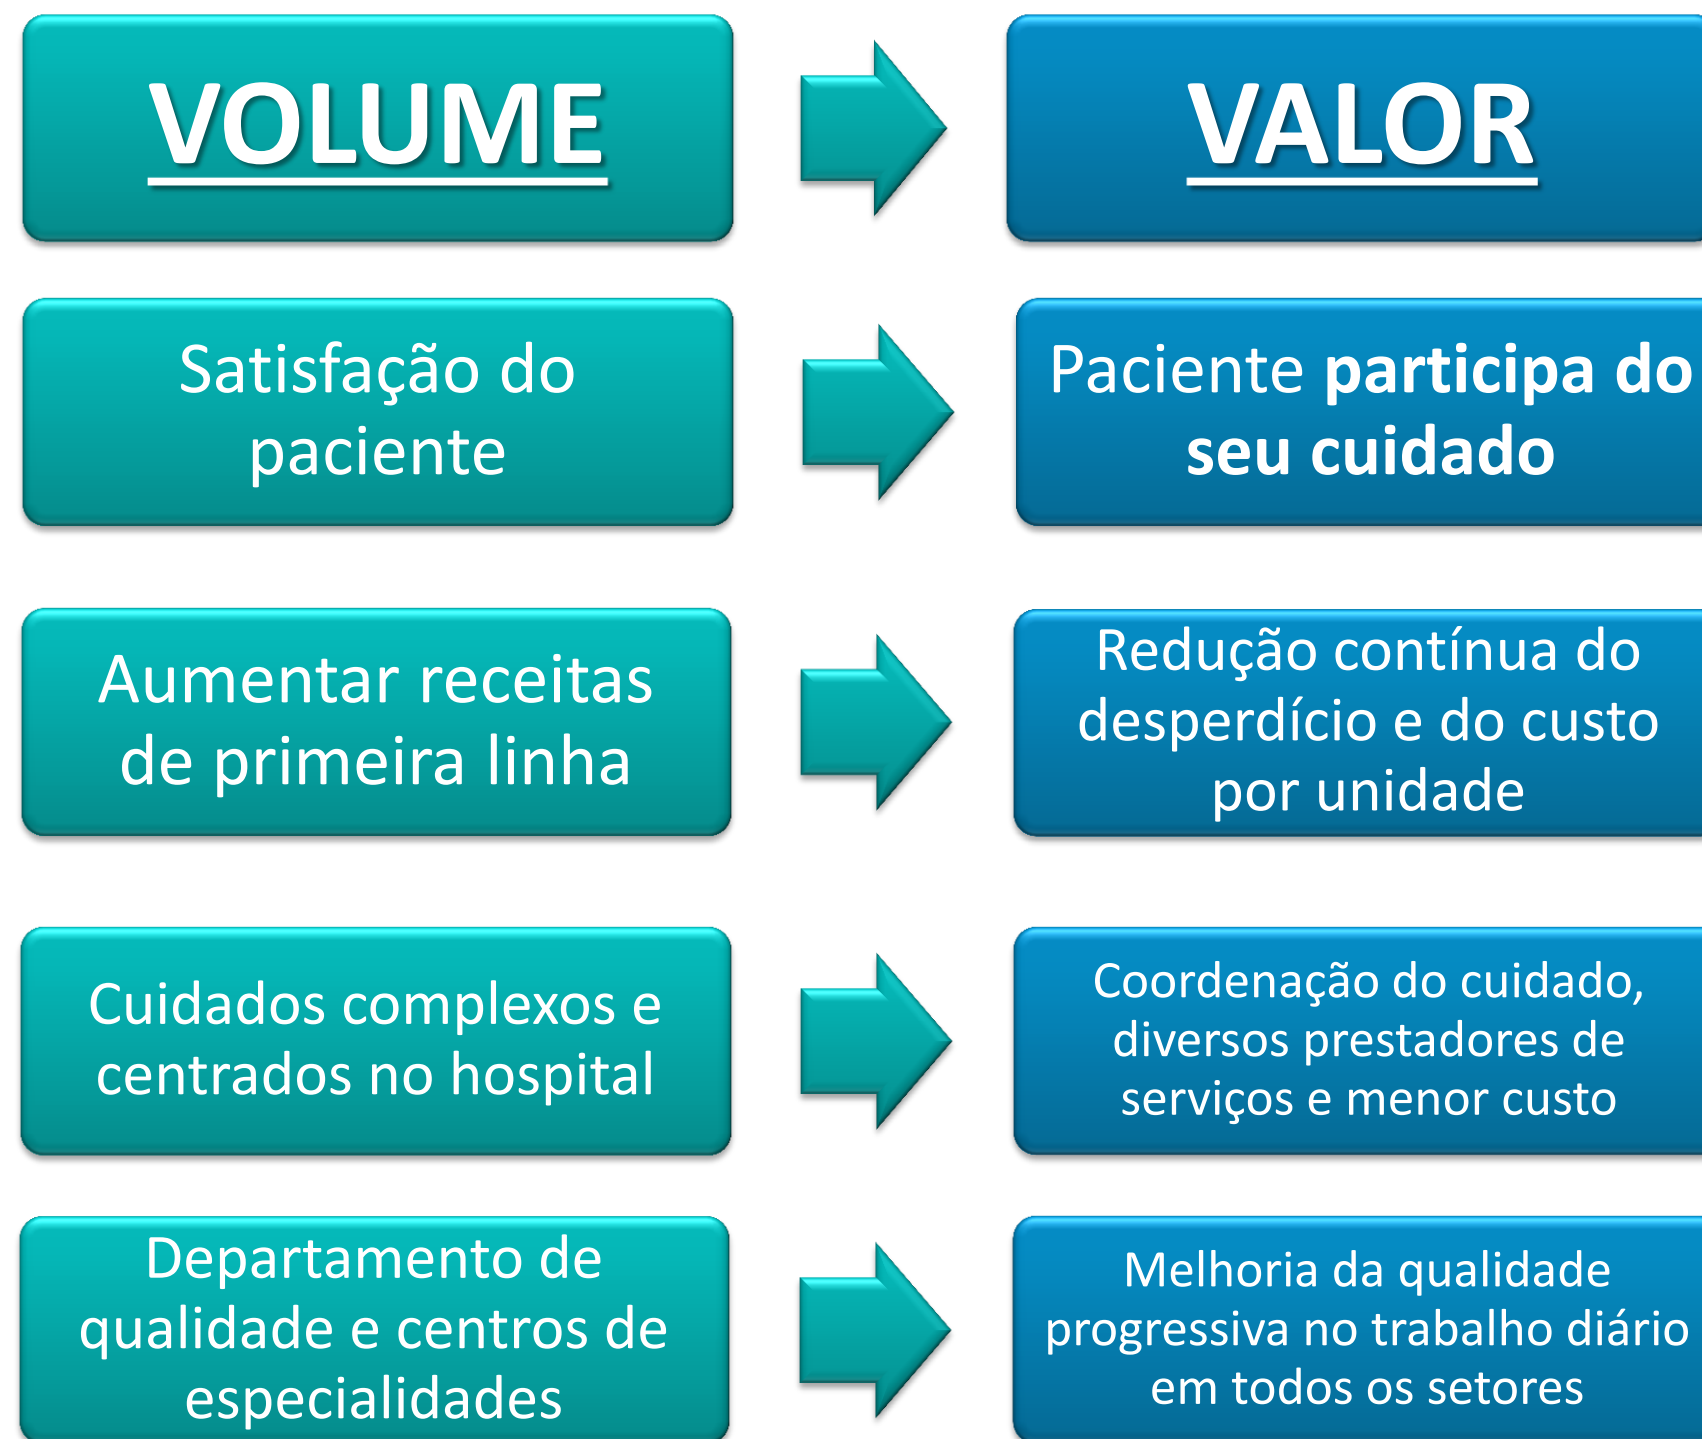 VOLUME
VALOR
Satisfação do
paciente
Paciente participa do
seu cuidado
Aumentar receitas
de primeira linha
Redução contínua do
desperdício e do custo
por unidade
Cuidados complexos e
centrados no hospital
Coordenação do cuidado,
diversos prestadores de
serviços e menor custo
Departamento de
qualidade e centros de
especialidades
Melhoria da qualidade
progressiva no trabalho diário
em todos os setores